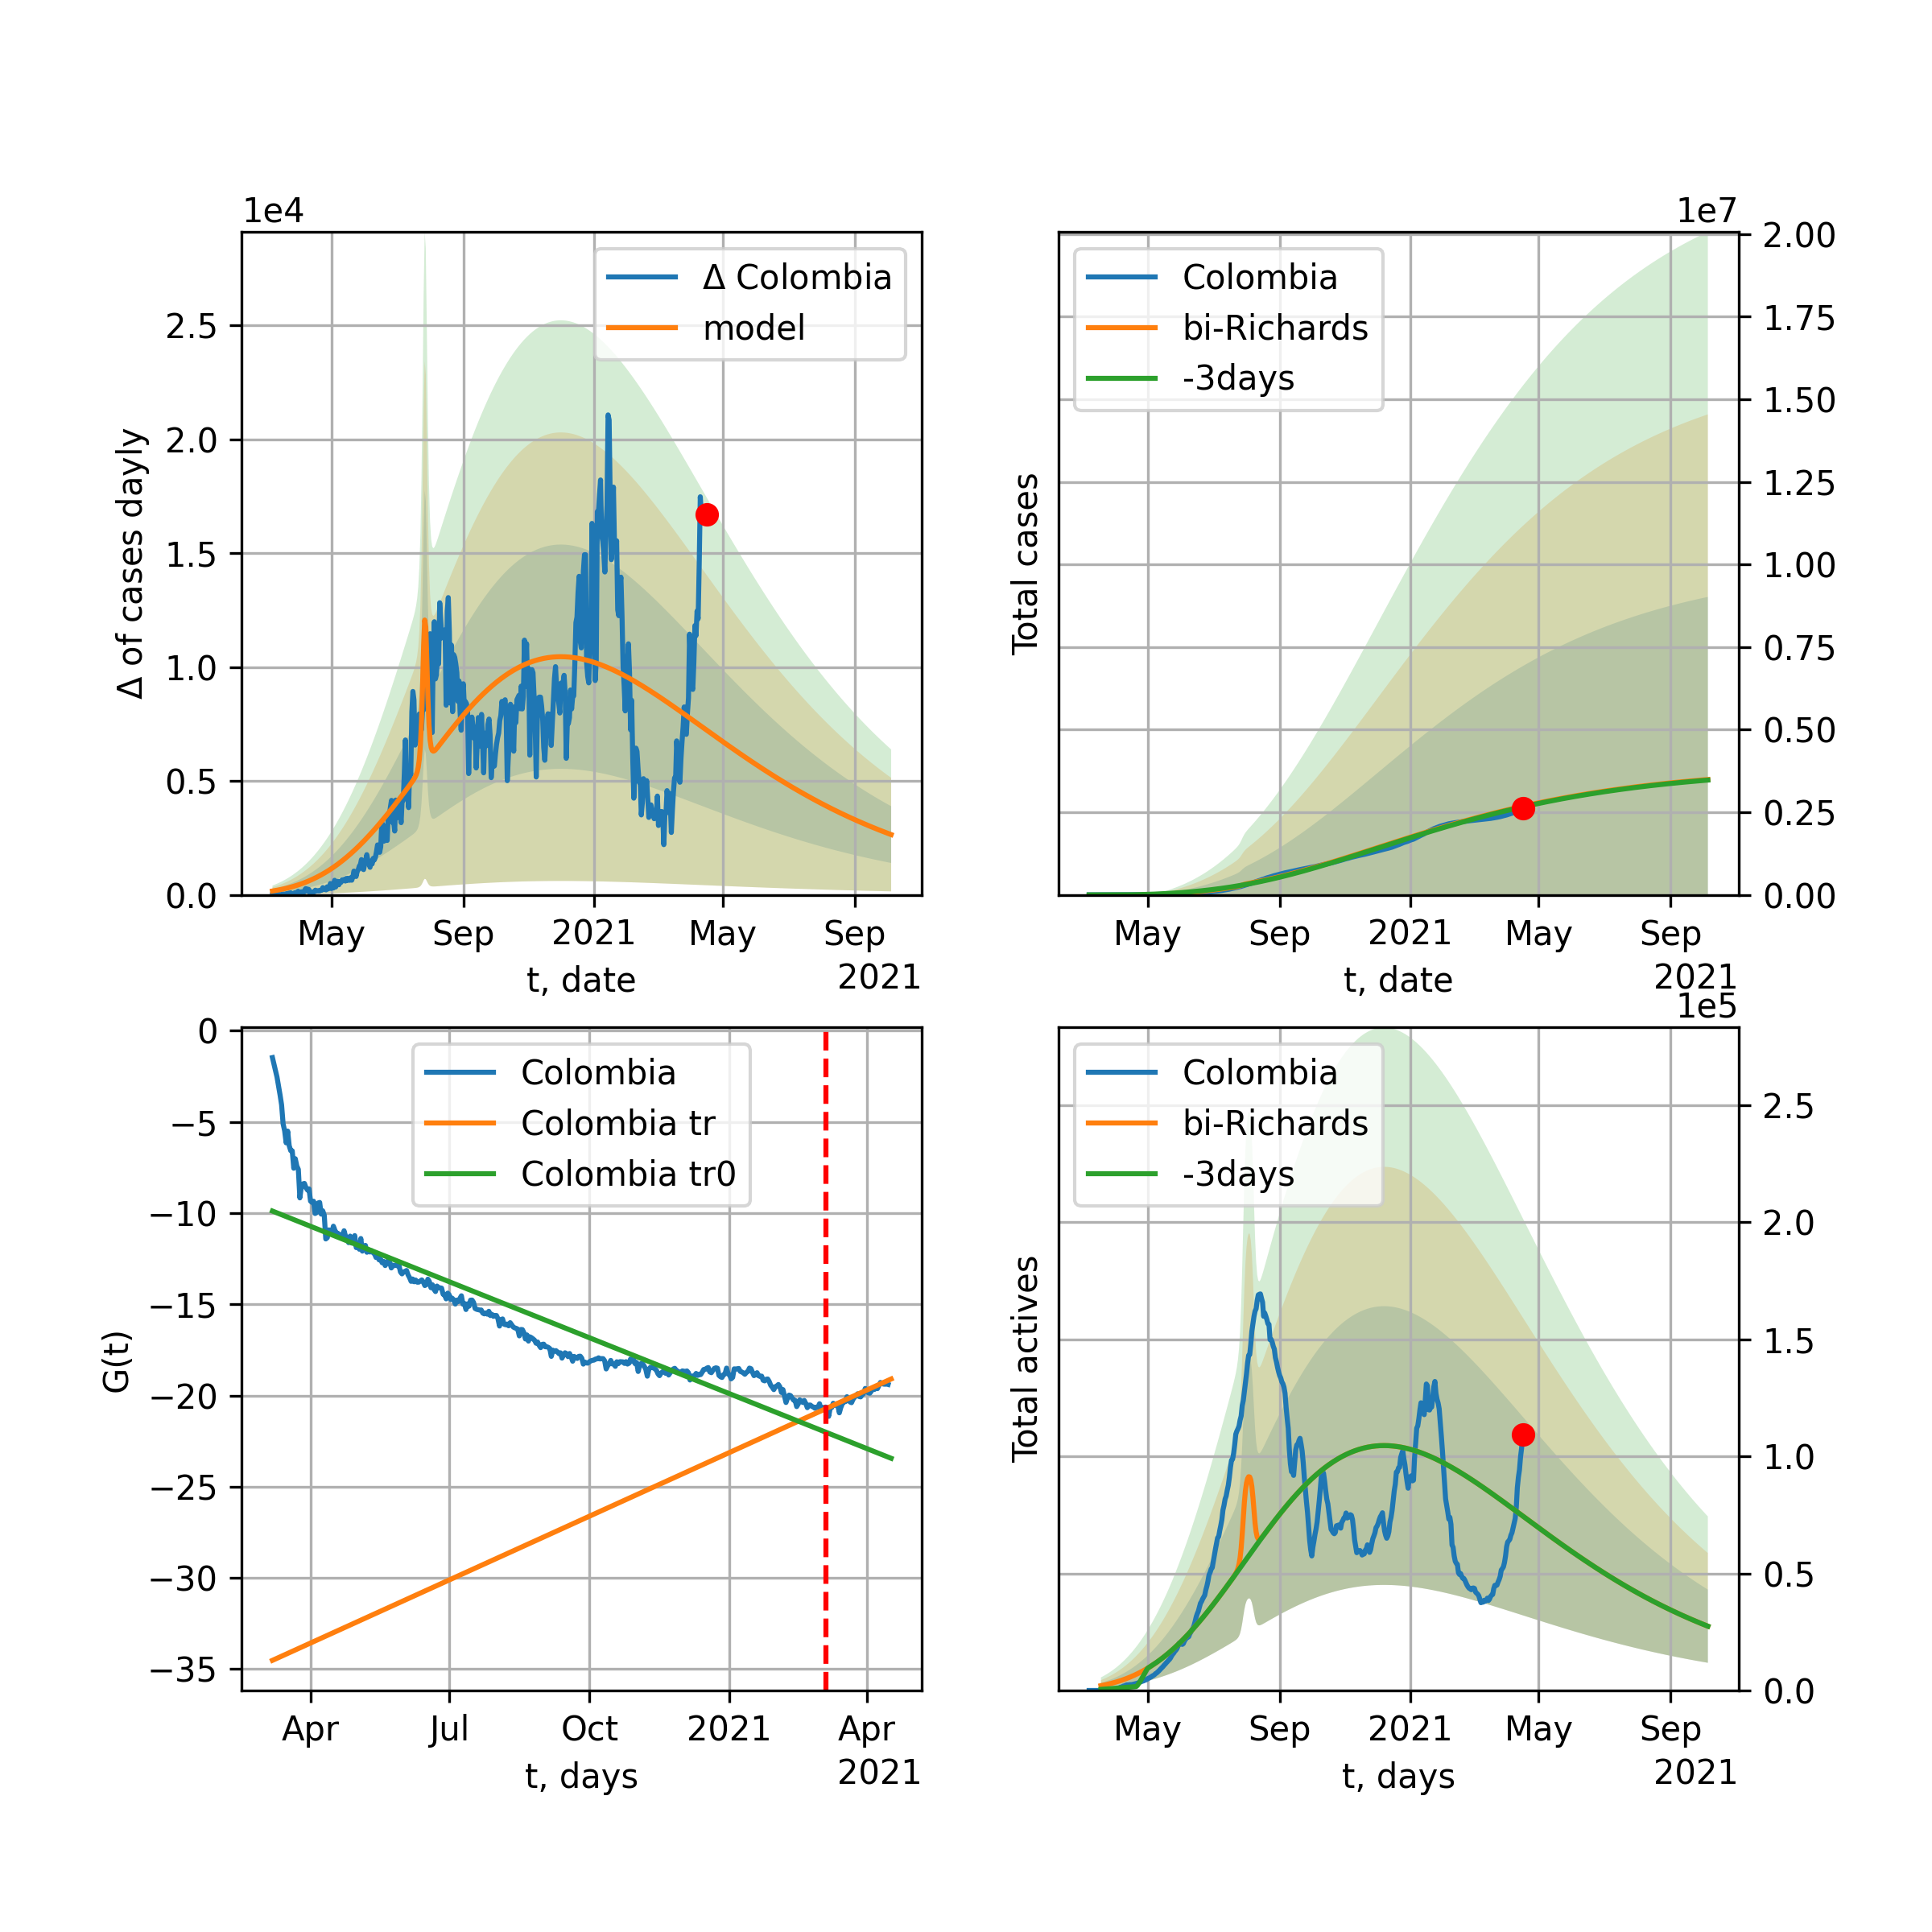 1e4
Δ of cases dayly
2.5
2.0
1.5
1.0
0.5
0.0
Δ Colombia
model
May Sep 2021 May Sep
2021
t, date
1e7
Total cases
Colombia
bi-Richards
-3days
2.00
1.75
1.50
1.25
1.00
0.75
0.50
0.25
0.00
May Sep 2021 May Sep
2021
t, date
G(t)
0
−5
−10
−15
−20
−25
−30
−35
Colombia
Colombia tr
Colombia tr0
Apr Jul Oct 2021 Apr
2021
t, days
1e5
Total actives
Colombia
bi-Richards
-3days
2.5
2.0
1.5
1.0
0.5
0.0
May Sep 2021 May Sep
2021
t, days